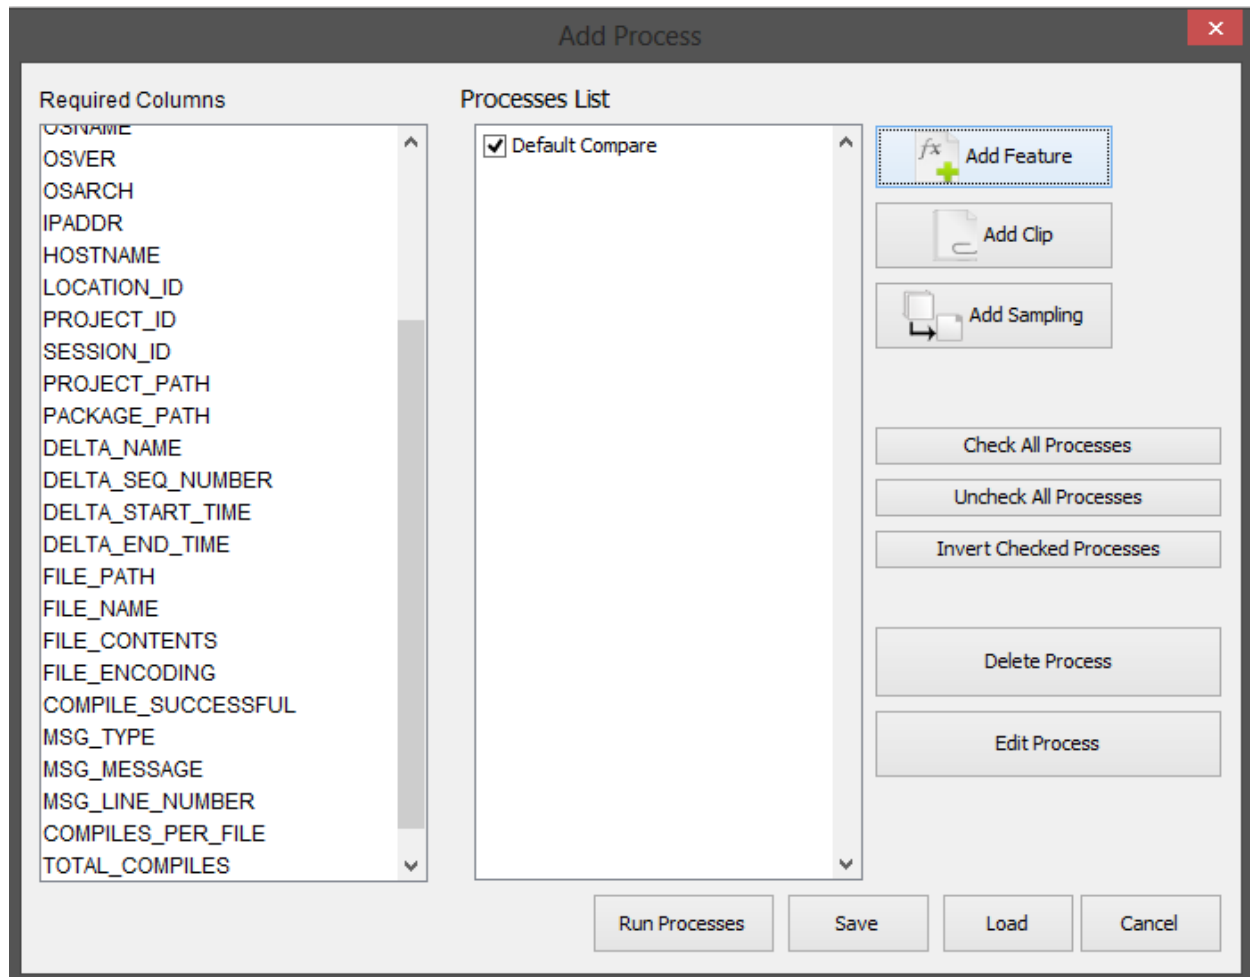 Add Process
Required Columns
OSNAME
OSVER
OSARCH
IPADDR
HOSTNAME
LOCATION_ID
PROJECT_ID
SESSION_ID
PROJECT_PATH
PACKAGE_PATH
DELTA_NAME
DELTA_SEQ_NUMBER
DELTA_START_TIME
DELTA_END_TIME
FILE_PATH
FILE_NAME
FILE_CONTENTS
FILE_ENCODING
COMPILE_SUCCESSFUL
MSG_TYPE
MSG_MESSAGE
MSG_LINE_NUMBER
COMPILES_PER_FILE
TOTAL_COMPILES
Processes List
Default Compare
fx Add Feature
Add Clip
Add Sampling
Check All Processes
Uncheck All Processes
Invert Checked Processes
Delete Process
Edit Process
Run Processes
Save
Load
Cancel